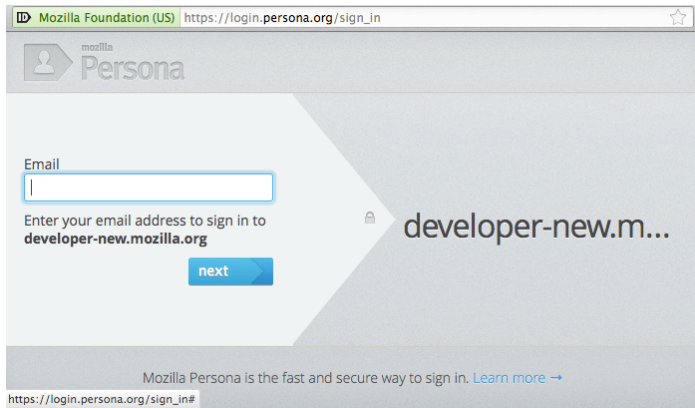 Mozilla Foundation (US) https://login.persona.org/sign_in
mozilla
Persona
Email
Enter your email address to sign in to
developer-new.mozilla.org
next
developer-new.m...
Mozilla Persona is the fast and secure way to sign in. Learn more →
https://login.persona.org/sign_in#